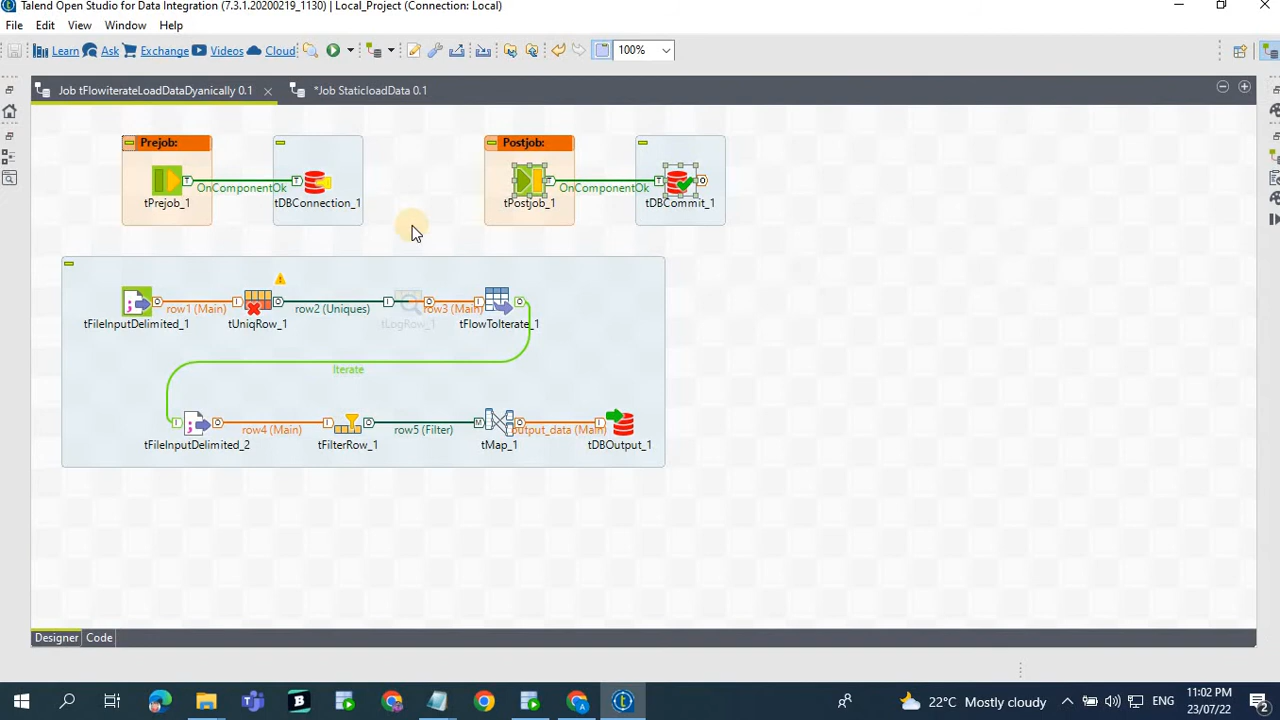 Talend Open Studio for Data Integration (7.3.1.20200219_1130) | Local_Project (Connection: Local)
File Edit View Window Help
Learn Ask Exchange Videos Cloud 100%
Job tFlowiterateLoadDataDyanically 0.1 *Job StaticloadData 0.1
Prejob: Postjob:
OnComponentOk OnComponentOk
tPrejob_1 tDBConnection_1 tPostjob_1 tDBCommit_1
row1 (Main) row2 (Uniques) row3 (Main)
tFileInputDelimited_1 tUniqRow_1 tLogRow_1 tFlowToIterate_1
Iterate
row4 (Main) row5 (Filter) output_data (Main)
tFileInputDelimited_2 tFilterRow_1 tMap_1 tDBOutput_1
Designer Code
22°C Mostly cloudy ENG 11:02 PM
23/07/22